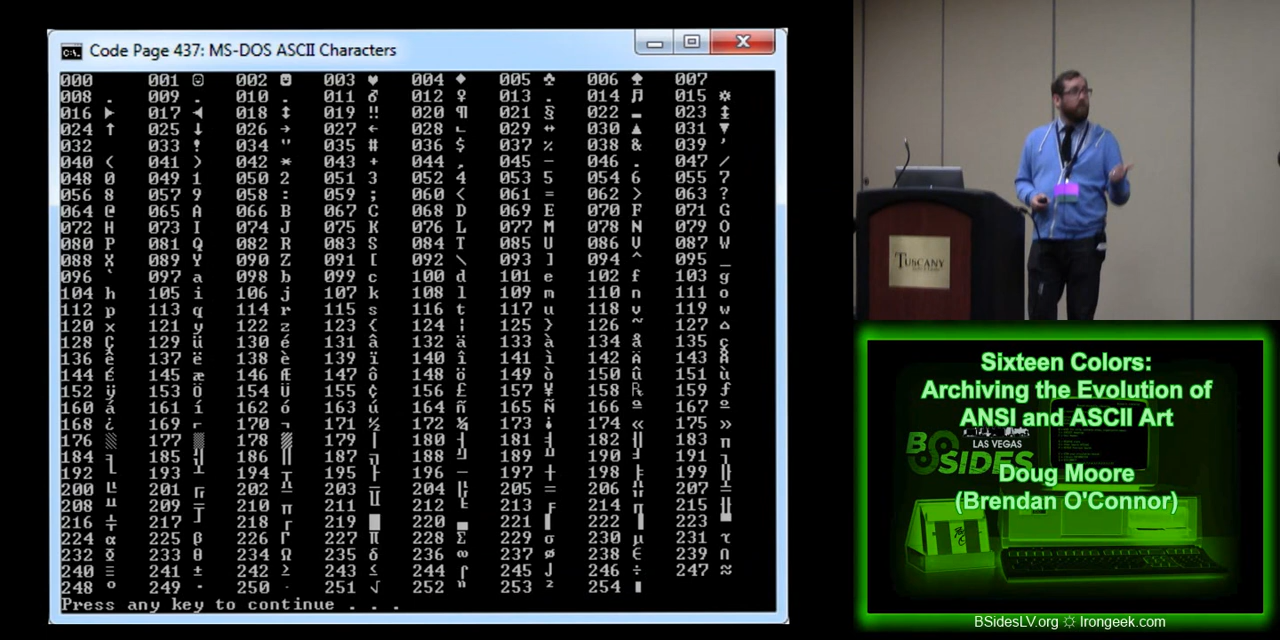 Code Page 437: MS-DOS ASCII Characters
000 001 ☺ 002 ☻ 003 ♥ 004 ♦ 005 ♣ 006 ♠ 007
008 . 009 . 010 . 011 ♂ 012 ♀ 013 . 014 ♫ 015 ☼
016 ► 017 ◄ 018 ↕ 019 ‼ 020 ¶ 021 § 022 ▬ 023 ↨
024 ↑ 025 ↓ 026 → 027 ← 028 ∟ 029 ↔ 030 ▲ 031 ▼
032 033 ! 034 " 035 # 036 $ 037 % 038 & 039 '
040 ( 041 ) 042 * 043 + 044 , 045 - 046 . 047 /
048 0 049 1 050 2 051 3 052 4 053 5 054 6 055 7
056 8 057 9 058 : 059 ; 060 < 061 = 062 > 063 ?
064 @ 065 A 066 B 067 C 068 D 069 E 070 F 071 G
072 H 073 I 074 J 075 K 076 L 077 M 078 N 079 O
080 P 081 Q 082 R 083 S 084 T 085 U 086 V 087 W
088 X 089 Y 090 Z 091 [ 092 \ 093 ] 094 ^ 095 _
096 ` 097 a 098 b 099 c 100 d 101 e 102 f 103 g
104 h 105 i 106 j 107 k 108 l 109 m 110 n 111 o
112 p 113 q 114 r 115 s 116 t 117 u 118 v 119 w
120 x 121 y 122 z 123 { 124 ¦ 125 } 126 ~ 127 ⌂
128 Ç 129 ü 130 é 131 â 132 ä 133 à 134 å 135 ç
136 ê 137 ë 138 è 139 ï 140 î 141 ì 142 Ä 143 Å
144 É 145 æ 146 Æ 147 ô 148 ö 149 ò 150 û 151 ù
152 ÿ 153 Ö 154 Ü 155 ¢ 156 £ 157 ¥ 158 ₧ 159 ƒ
160 á 161 í 162 ó 163 ú 164 ñ 165 Ñ 166 ª 167 º
168 ¿ 169 ⌐ 170 ¬ 171 ½ 172 ¼ 173 ¡ 174 « 175 »
176 ░ 177 ▒ 178 ▓ 179 │ 180 ┤ 181 ╡ 182 ╢ 183 ╖
184 ╕ 185 ╣ 186 ║ 187 ╗ 188 ╝ 189 ╜ 190 ╛ 191 ┐
192 └ 193 ┴ 194 ┬ 195 ├ 196 ─ 197 ┼ 198 ╞ 199 ╟
200 ╚ 201 ╔ 202 ╩ 203 ╦ 204 ╠ 205 ═ 206 ╬ 207 ╧
208 ╨ 209 ╤ 210 ╥ 211 ╙ 212 ╘ 213 ╒ 214 ╓ 215 ╫
216 ╪ 217 ┘ 218 ┌ 219 █ 220 ▄ 221 ▌ 222 ▐ 223 ▀
224 α 225 β 226 Γ 227 π 228 Σ 229 σ 230 µ 231 τ
232 Φ 233 Θ 234 Ω 235 δ 236 ∞ 237 φ 238 ∈ 239 ∩
240 ≡ 241 ± 242 ≥ 243 ≤ 244 ⌠ 245 ⌡ 246 ÷ 247 ≈
248 ° 249 · 250 · 251 √ 252 ⁿ 253 ² 254 ■
Press any key to continue . . .
TUSCANY
Sixteen Colors:
Archiving the Evolution of
ANSI and ASCII Art
BSIDES LAS VEGAS
Doug Moore
(Brendan O'Connor)
BSidesLV.org ☼ Irongeek.com